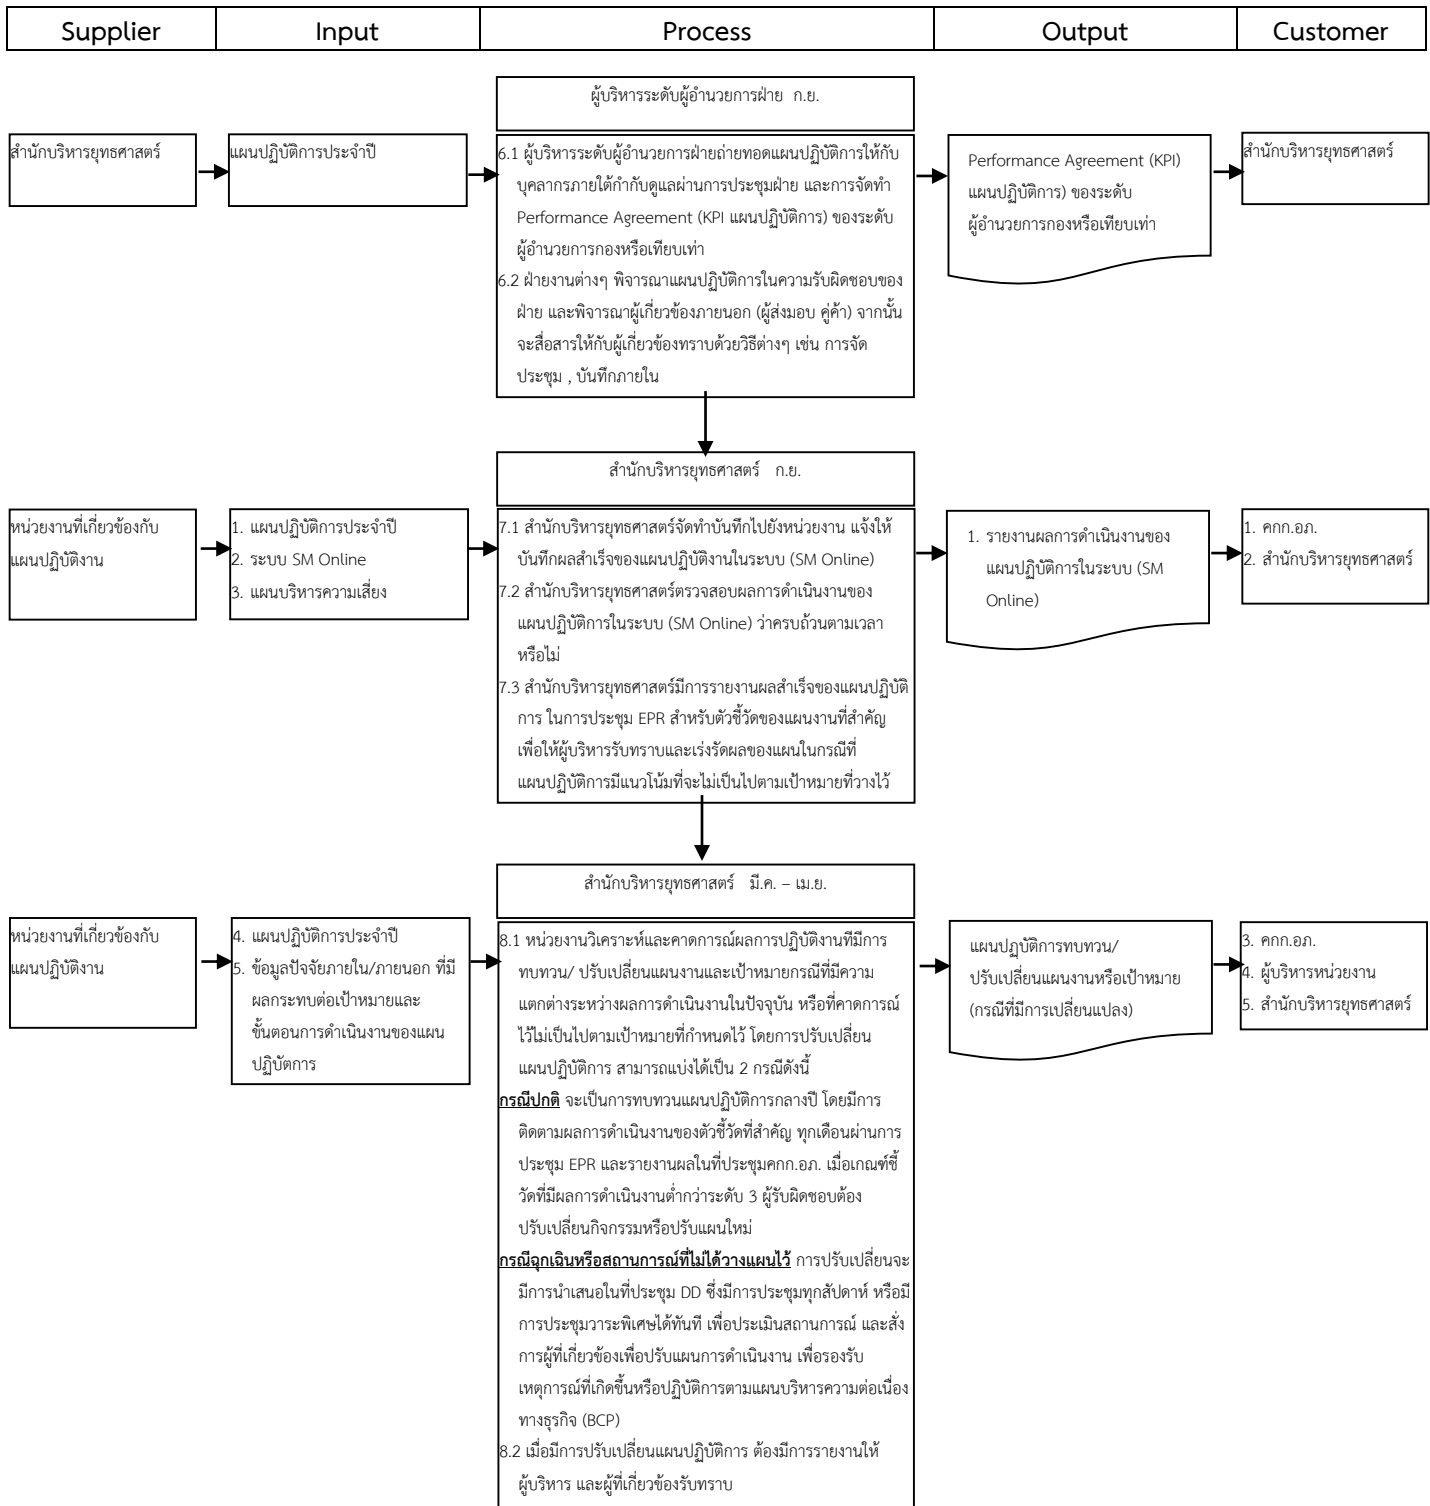 Supplier Input Process Output Customer
ผู้บริหารระดับผู้อำนวยการฝ่าย ก.ย.
สำนักบริหารยุทธศาสตร์
แผนปฏิบัติการประจำปี
6.1 ผู้บริหารระดับผู้อำนวยการฝ่ายถ่ายทอดแผนปฏิบัติการให้กับ
บุคลากรภายใต้กำกับดูแลผ่านการประชุมฝ่าย และการจัดทำ
Performance Agreement (KPI แผนปฏิบัติการ) ของระดับ
ผู้อำนวยการกองหรือเทียบเท่า
6.2 ฝ่ายงานต่างๆ พิจารณาแผนปฏิบัติการในความรับผิดชอบของ
ฝ่าย และพิจารณาผู้เกี่ยวข้องภายนอก (ผู้ส่งมอบ คู่ค้า) จากนั้น
จะสื่อสารให้กับผู้เกี่ยวข้องทราบด้วยวิธีต่างๆ เช่น การจัด
ประชุม , บันทึกภายใน
Performance Agreement (KPI)
แผนปฏิบัติการ) ของระดับ
ผู้อำนวยการกองหรือเทียบเท่า
สำนักบริหารยุทธศาสตร์
สำนักบริหารยุทธศาสตร์ ก.ย.
หน่วยงานที่เกี่ยวข้องกับ
แผนปฏิบัติงาน
1. แผนปฏิบัติการประจำปี
2. ระบบ SM Online
3. แผนบริหารความเสี่ยง
7.1 สำนักบริหารยุทธศาสตร์จัดทำบันทึกไปยังหน่วยงาน แจ้งให้
บันทึกผลสำเร็จของแผนปฏิบัติงานในระบบ (SM Online)
7.2 สำนักบริหารยุทธศาสตร์ตรวจสอบผลการดำเนินงานของ
แผนปฏิบัติการในระบบ (SM Online) ว่าครบถ้วนตามเวลา
หรือไม่
7.3 สำนักบริหารยุทธศาสตร์มีการรายงานผลสำเร็จของแผนปฏิบัติ
การ ในการประชุม EPR สำหรับตัวชี้วัดของแผนงานที่สำคัญ
เพื่อให้ผู้บริหารรับทราบและเร่งรัดผลของแผนในกรณีที่
แผนปฏิบัติการมีแนวโน้มที่จะไม่เป็นไปตามเป้าหมายที่วางไว้
1. รายงานผลการดำเนินงานของ
แผนปฏิบัติการในระบบ (SM
Online)
1. คกก.อภ.
2. สำนักบริหารยุทธศาสตร์
สำนักบริหารยุทธศาสตร์ มี.ค. – เม.ย.
หน่วยงานที่เกี่ยวข้องกับ
แผนปฏิบัติงาน
4. แผนปฏิบัติการประจำปี
5. ข้อมูลปัจจัยภายใน/ภายนอก ที่มี
ผลกระทบต่อเป้าหมายและ
ขั้นตอนการดำเนินงานของแผน
ปฏิบัตการ
8.1 หน่วยงานวิเคราะห์และคาดการณ์ผลการปฏิบัติงานทีมีการ
ทบทวน/ ปรับเปลี่ยนแผนงานและเป้าหมายกรณีที่มีความ
แตกต่างระหว่างผลการดำเนินงานในปัจจุบัน หรือที่คาดการณ์
ไว้ไม่เป็นไปตามเป้าหมายที่กำหนดไว้ โดยการปรับเปลี่ยน
แผนปฏิบัติการ สามารถแบ่งได้เป็น 2 กรณีดังนี้
กรณีปกติ จะเป็นการทบทวนแผนปฏิบัติการกลางปี โดยมีการ
ติดตามผลการดำเนินงานของตัวชี้วัดที่สำคัญ ทุกเดือนผ่านการ
ประชุม EPR และรายงานผลในที่ประชุมคกก.อภ. เมื่อเกณฑ์ชี้
วัดที่มีผลการดำเนินงานต่ำกว่าระดับ 3 ผู้รับผิดชอบต้อง
ปรับเปลี่ยนกิจกรรมหรือปรับแผนใหม่
กรณีฉุกเฉินหรือสถานการณ์ที่ไม่ได้วางแผนไว้ การปรับเปลี่ยนจะ
มีการนำเสนอในที่ประชุม DD ซึ่งมีการประชุมทุกสัปดาห์ หรือมี
การประชุมวาระพิเศษได้ทันที เพื่อประเมินสถานการณ์ และสั่ง
การผู้ที่เกี่ยวข้องเพื่อปรับแผนการดำเนินงาน เพื่อรองรับ
เหตุการณ์ที่เกิดขึ้นหรือปฏิบัติการตามแผนบริหารความต่อเนื่อง
ทางธุรกิจ (BCP)
8.2 เมื่อมีการปรับเปลี่ยนแผนปฏิบัติการ ต้องมีการรายงานให้
ผู้บริหาร และผู้ที่เกี่ยวข้องรับทราบ
แผนปฏฺบัติการทบทวน/
ปรับเปลี่ยนแผนงานหรือเป้าหมาย
(กรณีที่มีการเปลี่ยนแปลง)
3. คกก.อภ.
4. ผู้บริหารหน่วยงาน
5. สำนักบริหารยุทธศาสตร์